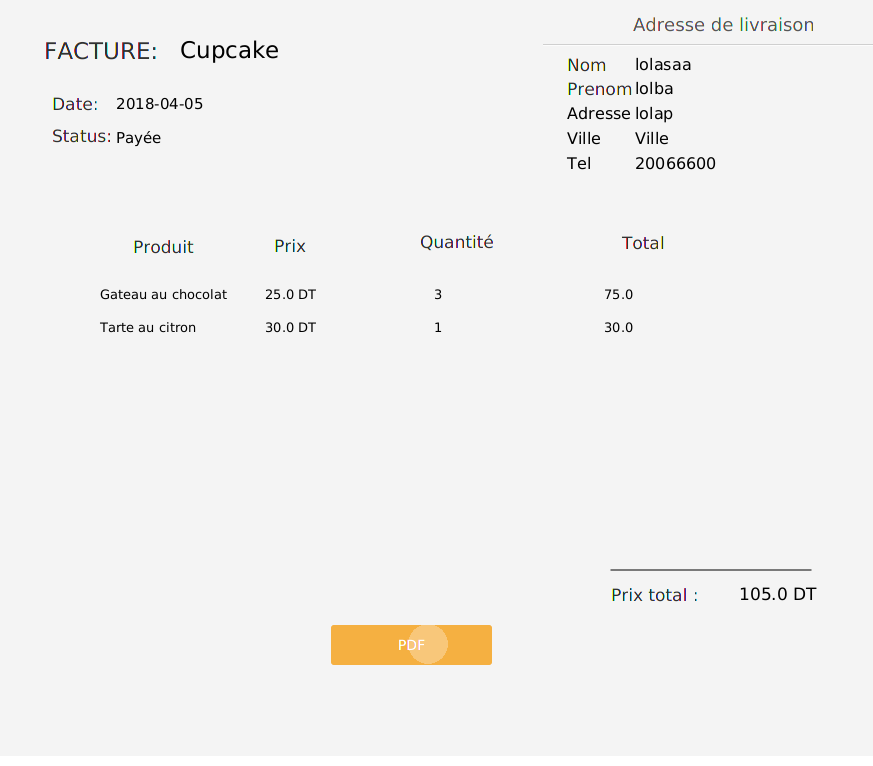 Adresse de livraison
FACTURE: Cupcake
Nom lolasaa
Prenom lolba
Date: 2018-04-05
Adresse lolap
Status: Payée
Ville Ville
Tel 20066600
Produit Prix Quantité Total
Gateau au chocolat 25.0 DT 3 75.0
Tarte au citron 30.0 DT 1 30.0
Prix total : 105.0 DT
PDF